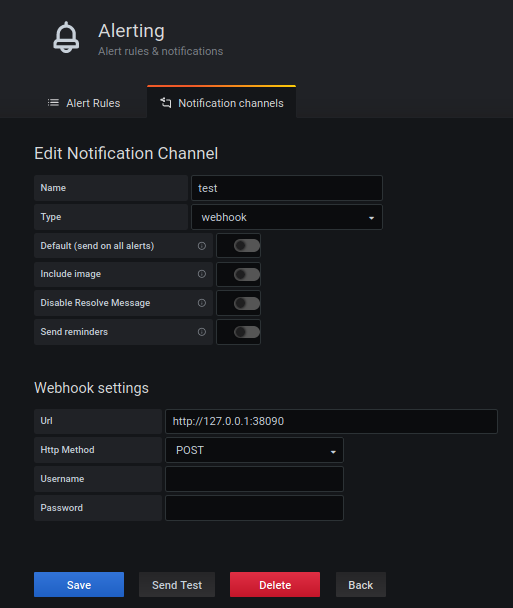 Alerting
Alert rules & notifications
Alert Rules
Notification channels
Edit Notification Channel
Name
test
Type
webhook
Default (send on all alerts)
Include image
Disable Resolve Message
Send reminders
Webhook settings
Url
http://127.0.0.1:38090
Http Method
POST
Username
Password
Save
Send Test
Delete
Back